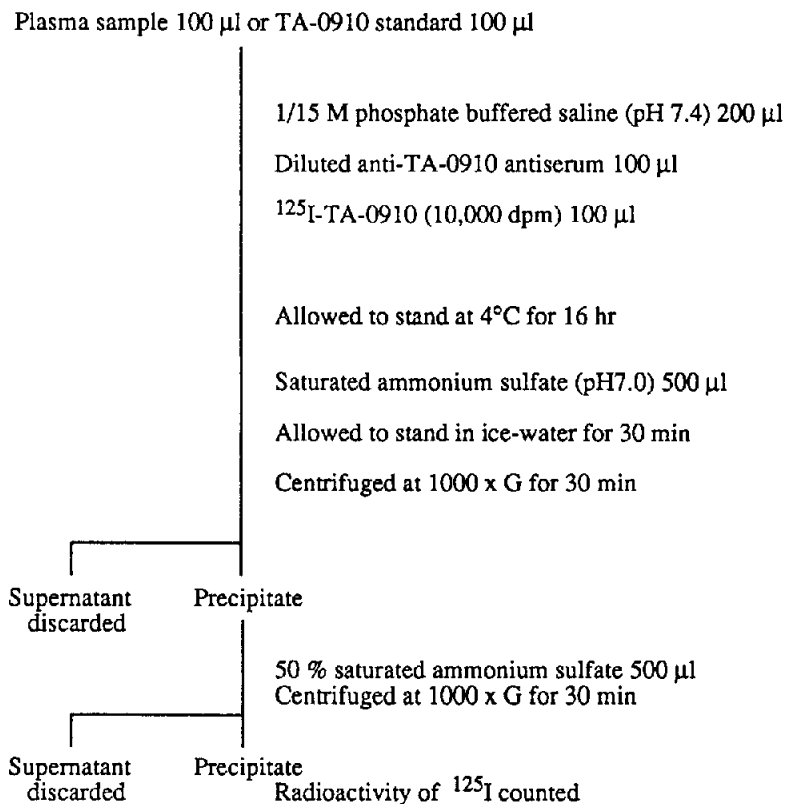 Plasma sample 100 µl or TA-0910 standard 100 µl
1/15 M phosphate buffered saline (pH 7.4) 200 µl
Diluted anti-TA-0910 antiserum 100 µl
125I-TA-0910 (10,000 dpm) 100 µl
Allowed to stand at 4°C for 16 hr
Saturated ammonium sulfate (pH7.0) 500 µl
Allowed to stand in ice-water for 30 min
Centrifuged at 1000 x G for 30 min
Supernatant discarded
Precipitate
50 % saturated ammonium sulfate 500 µl
Centrifuged at 1000 x G for 30 min
Supernatant discarded
Precipitate
Radioactivity of 125I counted